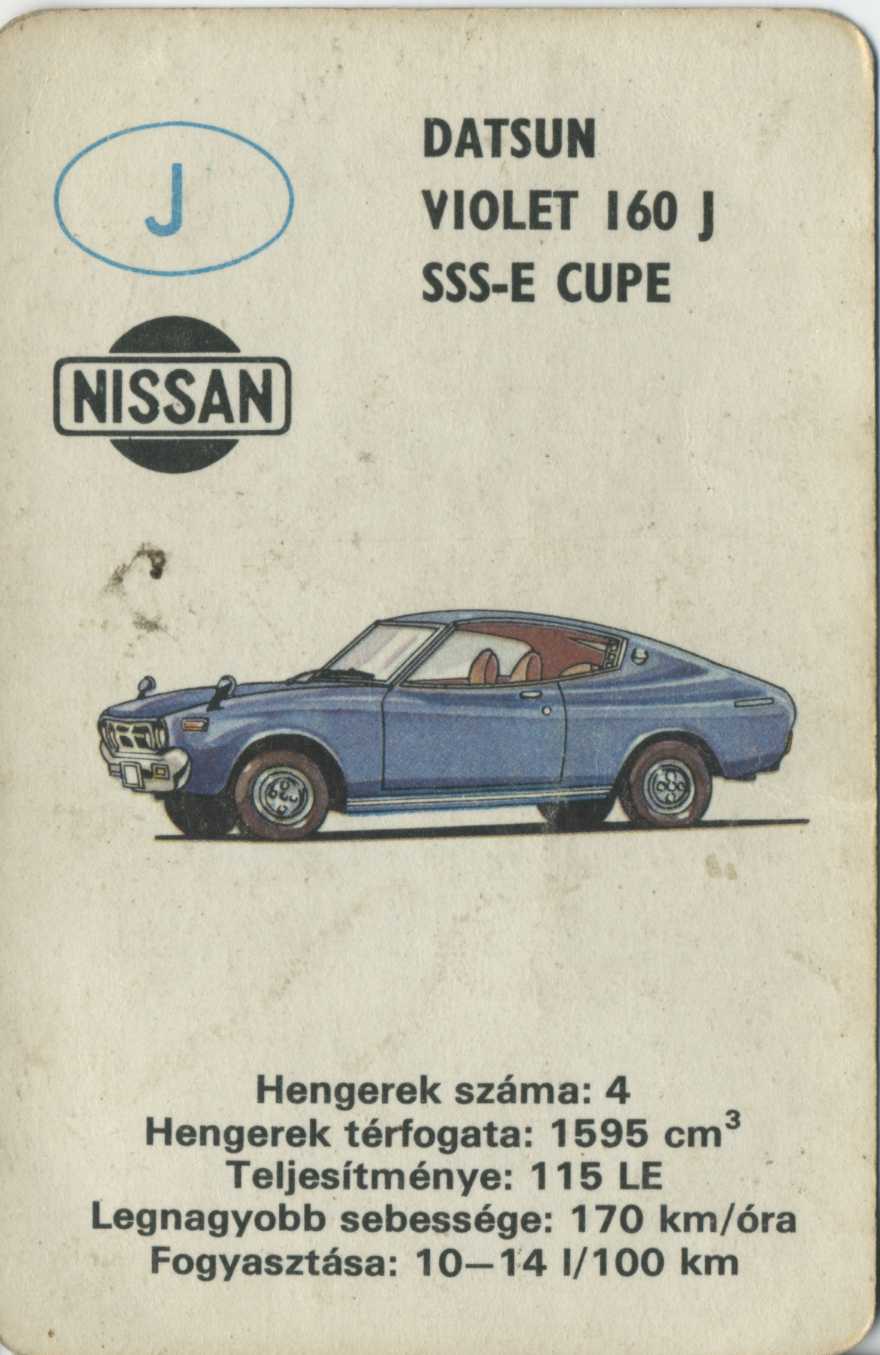 J
DATSUN
VIOLET 160 J
SSS-E CUPE
NISSAN
Hengerek száma: 4
Hengerek térfogata: 1595 cm³
Teljesítménye: 115 LE
Legnagyobb sebessége: 170 km/óra
Fogyasztása: 10—14 l/100 km